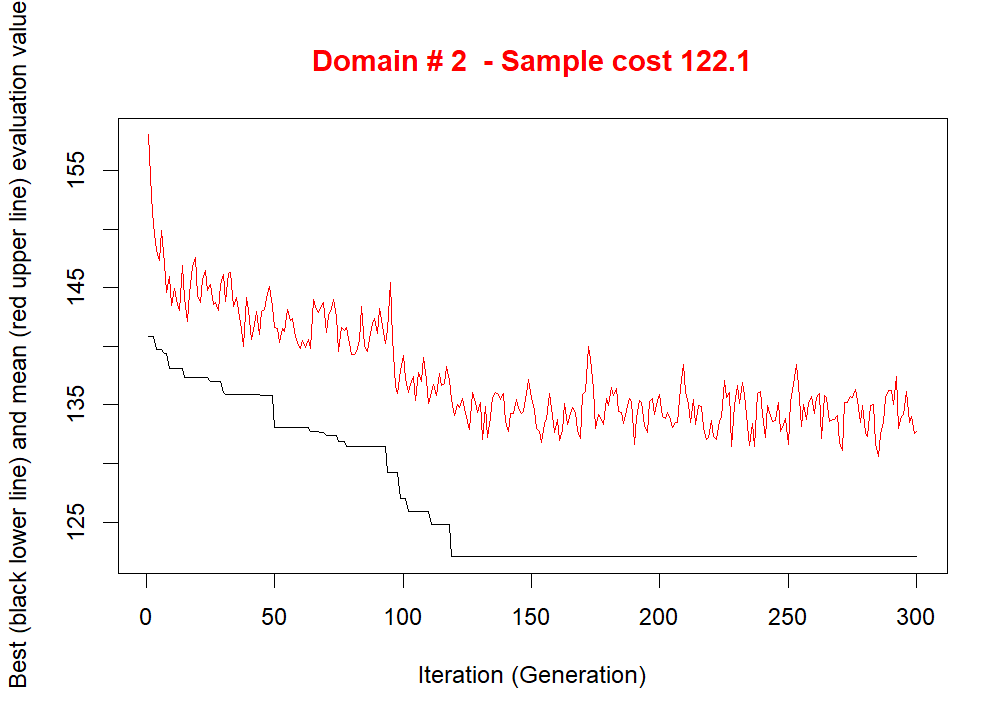 Domain # 2  - Sample cost 122.1
Best (black lower line) and mean (red upper line) evaluation value
155
145
135
125
0 50 100 150 200 250 300
Iteration (Generation)